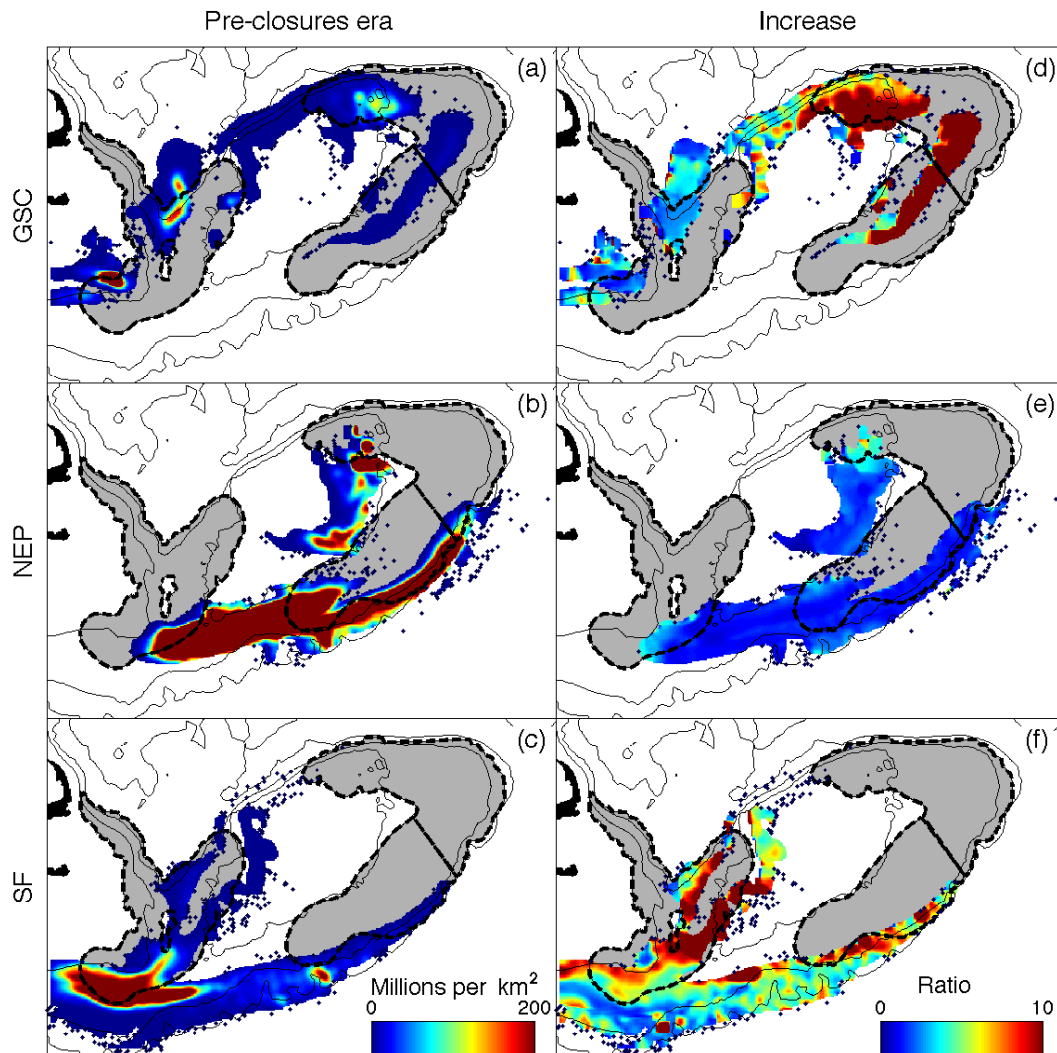 Pre-closures era
Increase
GSC
(a)
(d)
NEP
(b)
(e)
SF
(c)
(f)
Millions per km²
0
200
Ratio
0
10